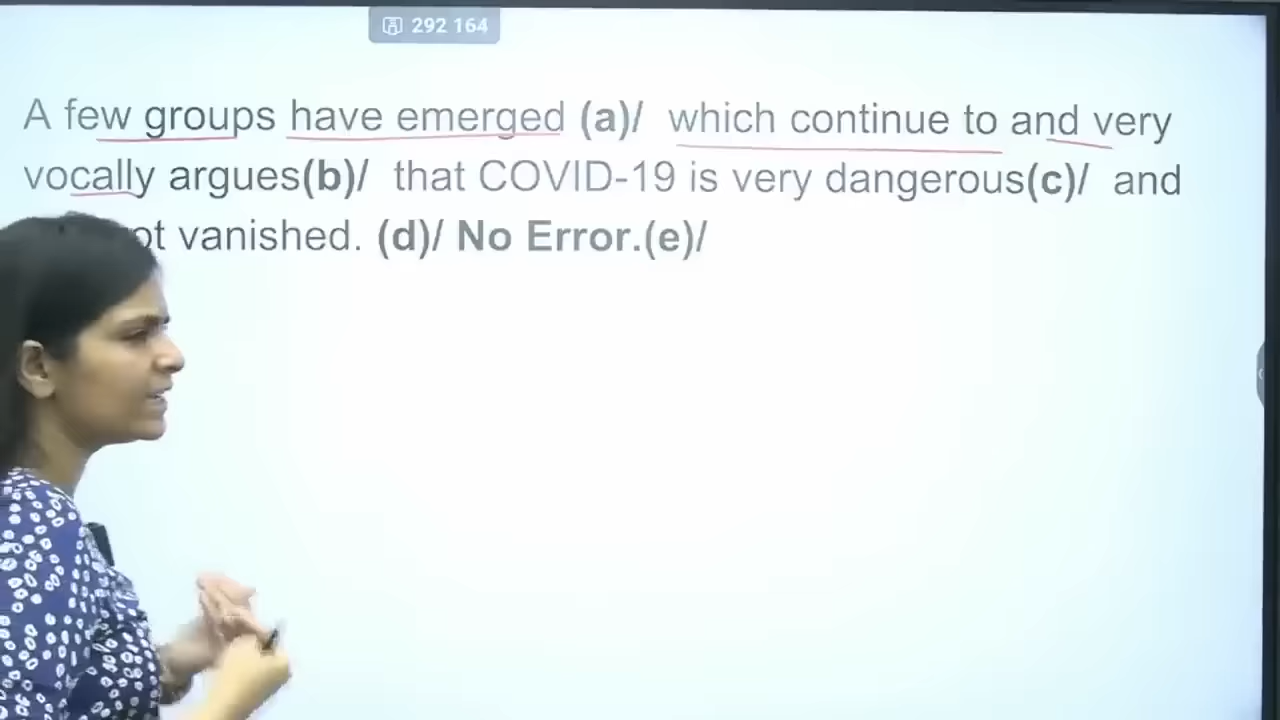 292 164
A few groups have emerged (a)/ which continue to and very
vocally argues(b)/ that COVID-19 is very dangerous(c)/ and
vanished. (d)/ No Error.(e)/